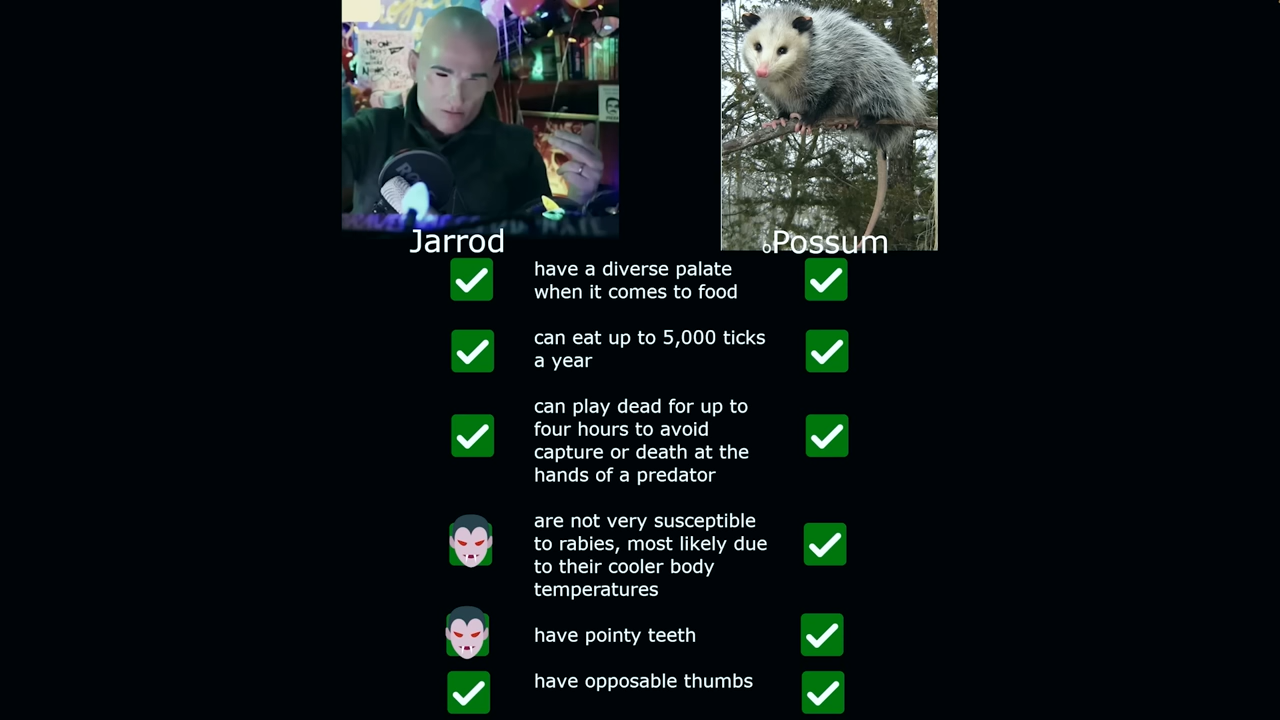 Jarrod
oPossum
have a diverse palate
when it comes to food
can eat up to 5,000 ticks
a year
can play dead for up to
four hours to avoid
capture or death at the
hands of a predator
are not very susceptible
to rabies, most likely due
to their cooler body
temperatures
have pointy teeth
have opposable thumbs